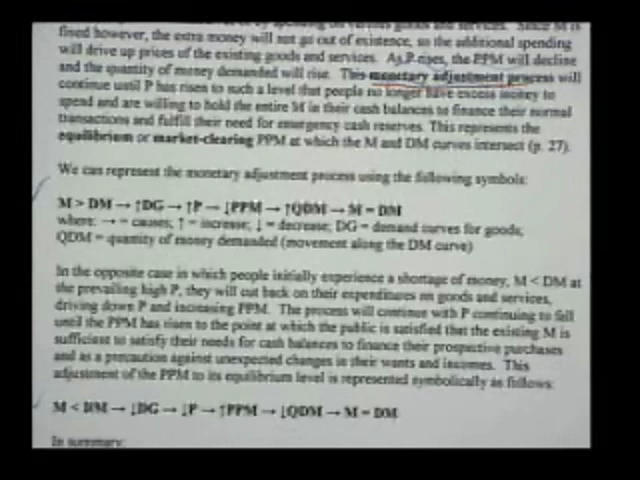 fixed however, the extra money will not go out of existence, so the additional spending
will drive up prices of the existing goods and services. As P rises, the PPM will decline
and the quantity of money demanded will rise. This monetary adjustment process will
continue until P has risen to such a level that people no longer have excess money to
spend and are willing to hold the entire M in their cash balances to finance their normal
transactions and fulfill their need for emergency cash reserves. This represents the
equilibrium or market-clearing PPM at which the M and DM curves intersect (p. 27).
We can represent the monetary adjustment process using the following symbols:
M > DM → ↑DG → ↑P → ↓PPM → ↑QDM → M = DM
where: → = causes; ↑ = increase; ↓ = decrease; DG = demand curves for goods;
QDM = quantity of money demanded (movement along the DM curve)
In the opposite case in which people initially experience a shortage of money, M < DM at
the prevailing high P, they will cut back on their expenditures on goods and services,
driving down P and increasing PPM. The process will continue with P continuing to fall
until the PPM has risen to the point at which the public is satisfied that the existing M is
sufficient to satisfy their needs for cash balances to finance their prospective purchases
and as a precaution against unexpected changes in their wants and incomes. This
adjustment of the PPM to its equilibrium level is represented symbolically as follows:
M < DM → ↓DG → ↓P → ↑PPM → ↓QDM → M = DM
In summary: